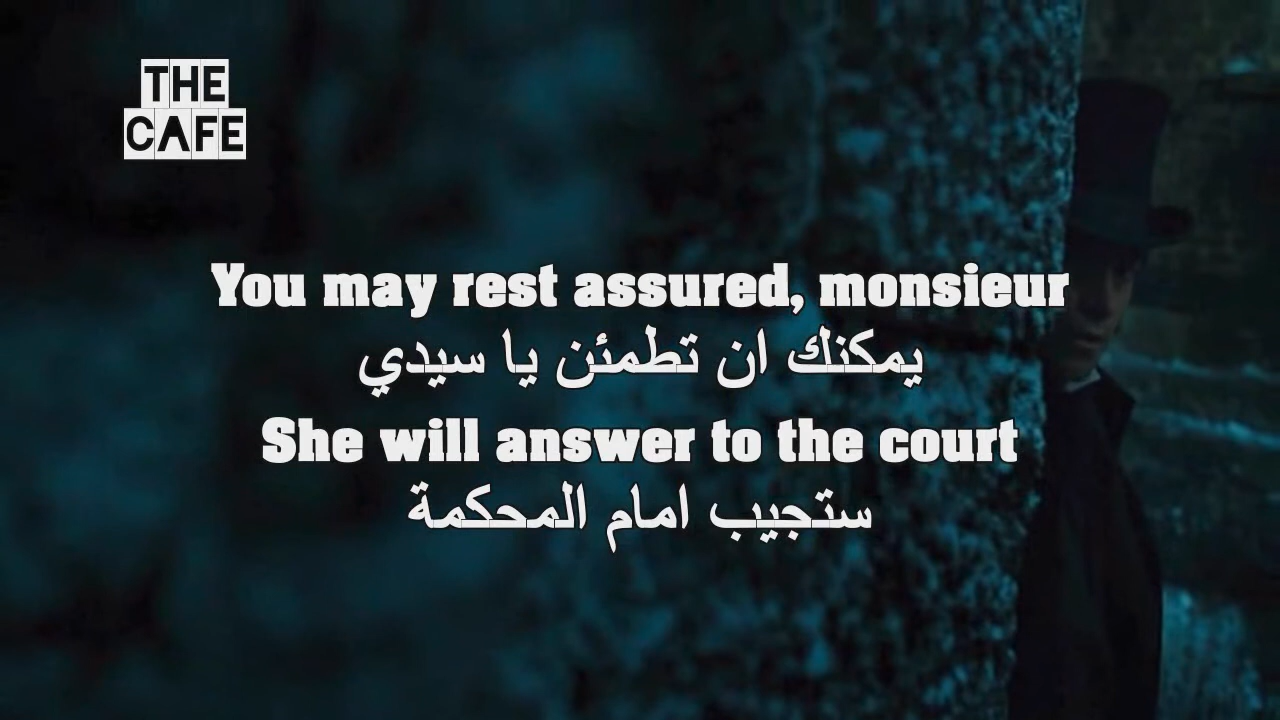 THE
CAFE
You may rest assured, monsieur
يمكنك ان تطمئن يا سيدي
She will answer to the court
ستجيب امام المحكمة